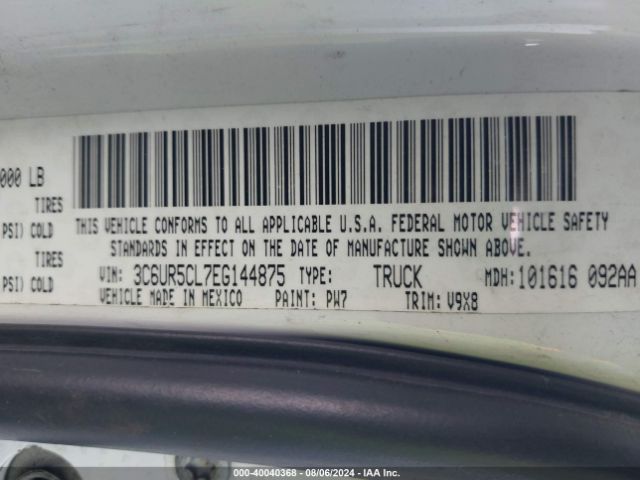 000 LB
TIRES
PSI) COLD
TIRES
PSI) COLD
THIS VEHICLE CONFORMS TO ALL APPLICABLE U.S.A. FEDERAL MOTOR VEHICLE SAFETY
STANDARDS IN EFFECT ON THE DATE OF MANUFACTURE SHOWN ABOVE.
VIN: 3C6UR5CL7EG144875 TYPE: TRUCK MDH: 101616 092AA
VEHICLE MADE IN MEXICO PAINT: PW7 TRIM: V9X8
000-40040368 - 08/06/2024 - IAA Inc.